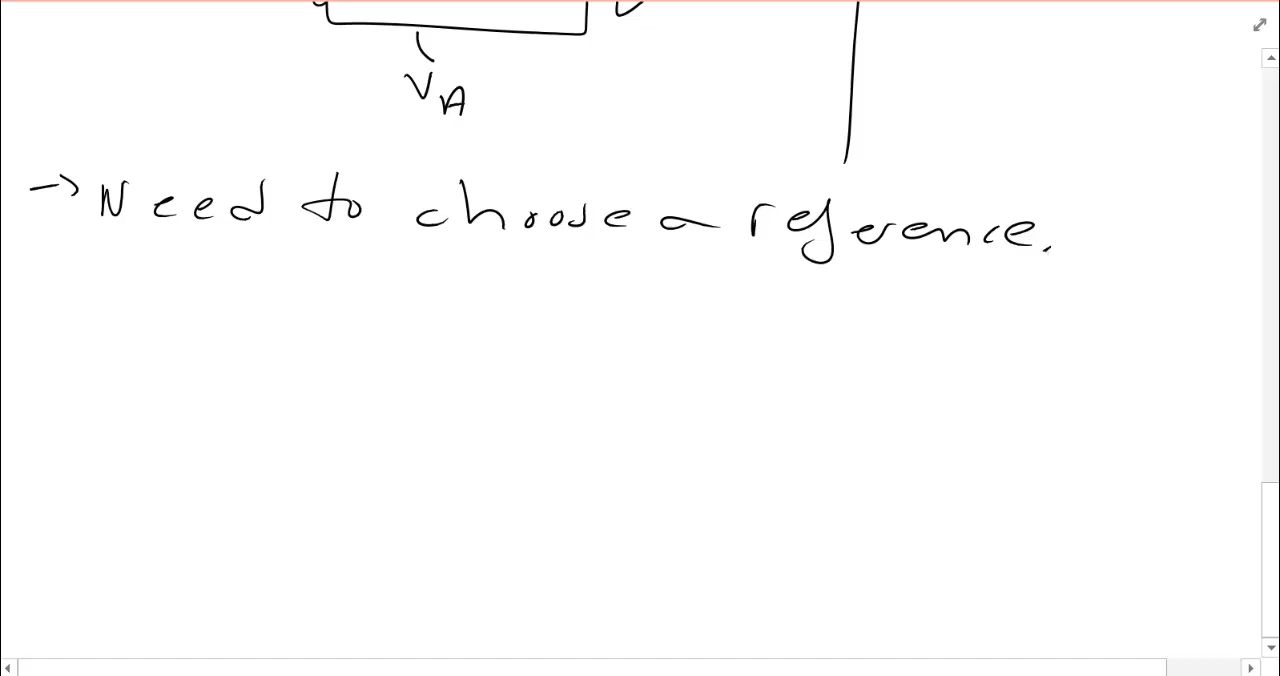 VA
→ Need to choose a reference.